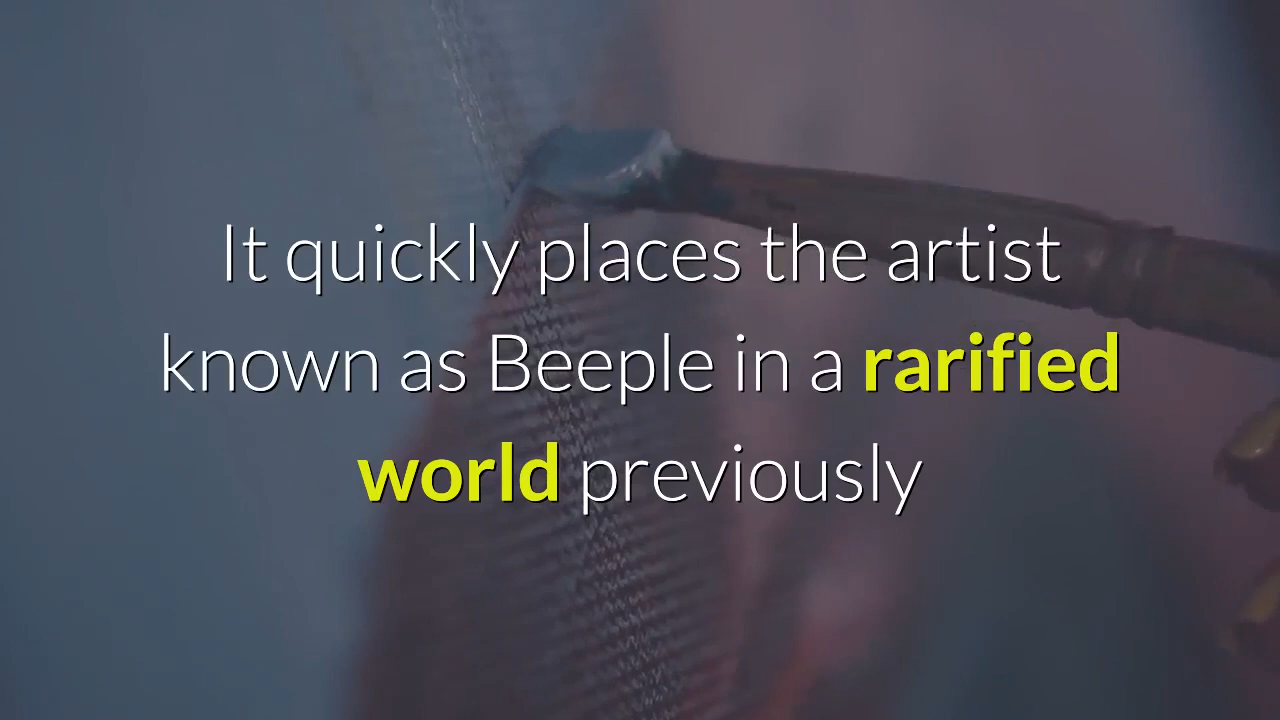 It quickly places the artist
known as Beeple in a rarified
world previously